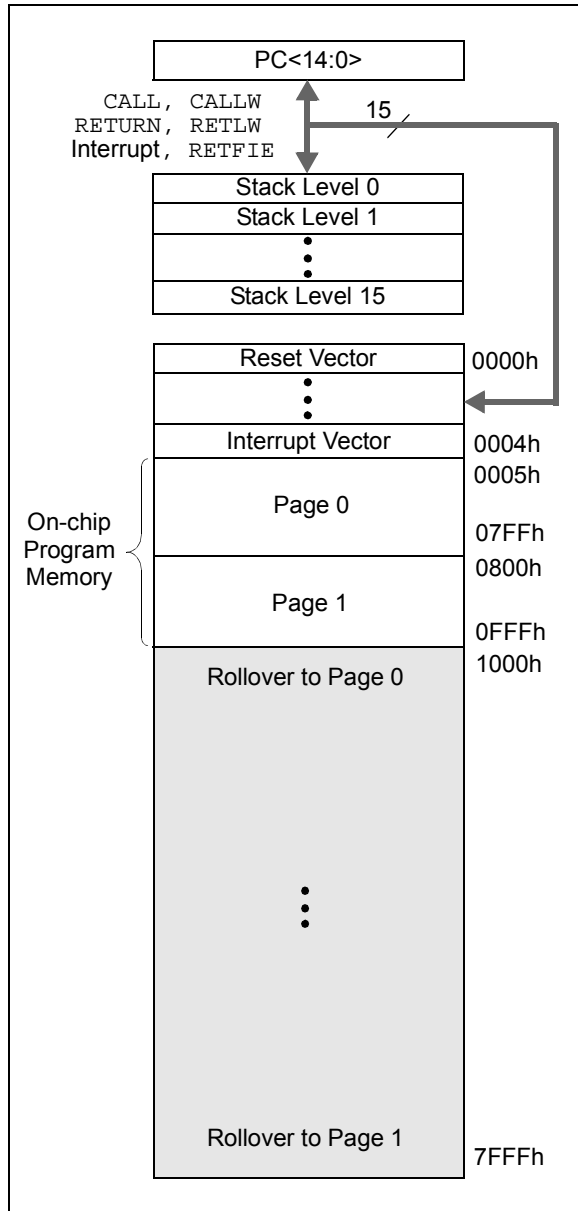 PC<14:0>
CALL, CALLW
RETURN, RETLW
Interrupt, RETFIE
15
Stack Level 0
Stack Level 1
Stack Level 15
Reset Vector
0000h
Interrupt Vector
0004h
0005h
On-chip
Program
Memory
Page 0
07FFh
0800h
Page 1
0FFFh
1000h
Rollover to Page 0
Rollover to Page 1
7FFFh